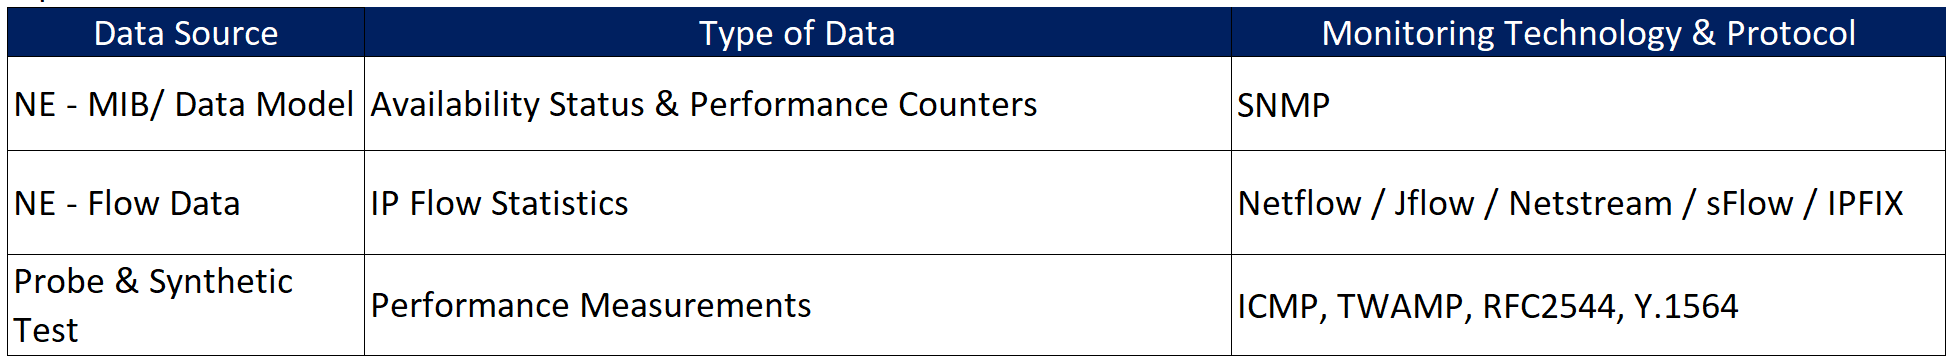 Data Source Type of Data Monitoring Technology & Protocol
NE - MIB/ Data Model Availability Status & Performance Counters SNMP
NE - Flow Data IP Flow Statistics Netflow / Jflow / Netstream / sFlow / IPFIX
Probe & Synthetic
Test Performance Measurements ICMP, TWAMP, RFC2544, Y.1564